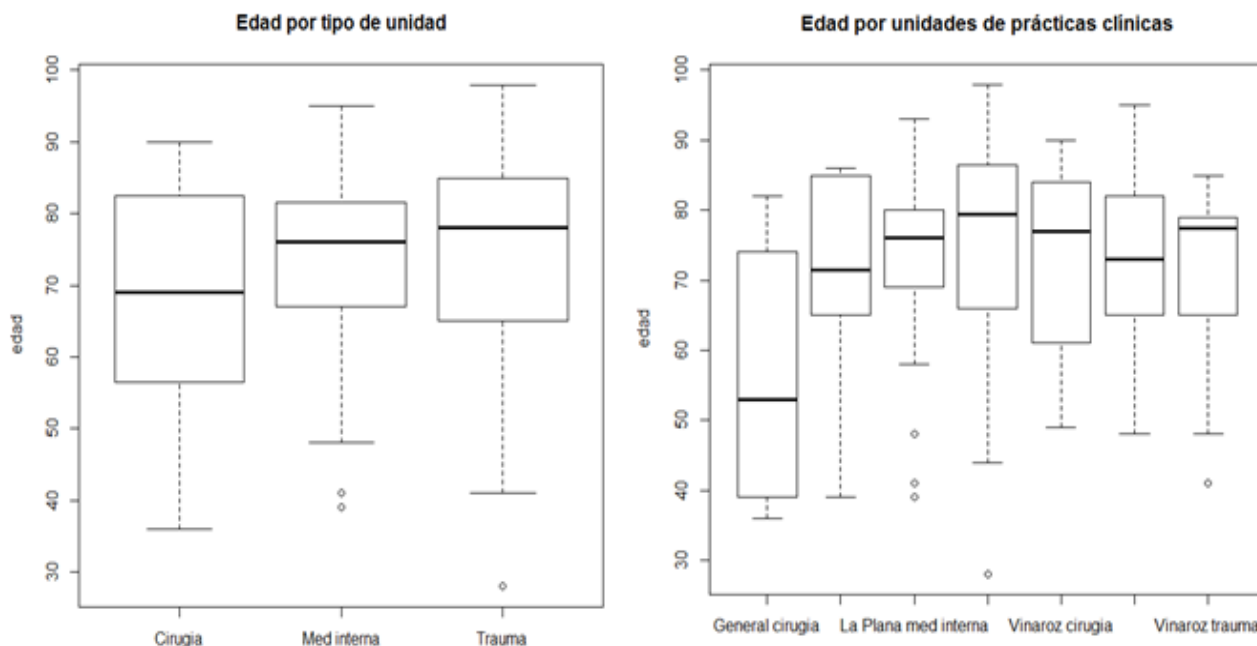 Edad por tipo de unidad
edad
100
90
80
70
60
50
40
30
Cirugia Med interna Trauma
Edad por unidades de prácticas clínicas
edad
100
90
80
70
60
50
40
30
General cirugia La Plana med interna Vinaroz cirugia Vinaroz trauma